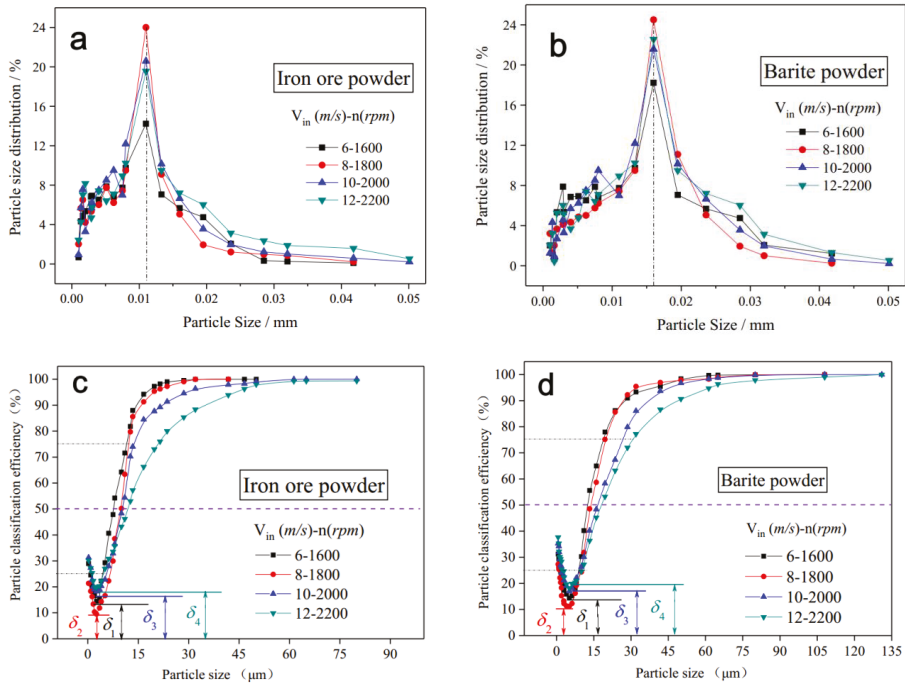 a
Particle size distribution / %
24
20
16
12
8
4
0
Iron ore powder
V_in (m/s)-n(rpm)
6-1600
8-1800
10-2000
12-2200
0.00 0.01 0.02 0.03 0.04 0.05
Particle Size / mm
b
Particle size distribution / %
24
20
16
12
8
4
0
Barite powder
V_in (m/s)-n(rpm)
6-1600
8-1800
10-2000
12-2200
0.00 0.01 0.02 0.03 0.04 0.05
Particle Size / mm
c
Particle classification efficiency (%)
100
90
80
70
60
50
40
30
20
10
0
Iron ore powder
V_in (m/s)-n(rpm)
6-1600
8-1800
10-2000
12-2200
δ₂ δ₁ δ₃ δ₄
0 15 30 45 60 75 90
Particle size （μm）
d
Particle classification efficiency (%)
100
90
80
70
60
50
40
30
20
10
0
Barite powder
V_in (m/s)-n(rpm)
6-1600
8-1800
10-2000
12-2200
δ₂ δ₁ δ₃ δ₄
0 15 30 45 60 75 90 105 120 135
Particle size （μm）